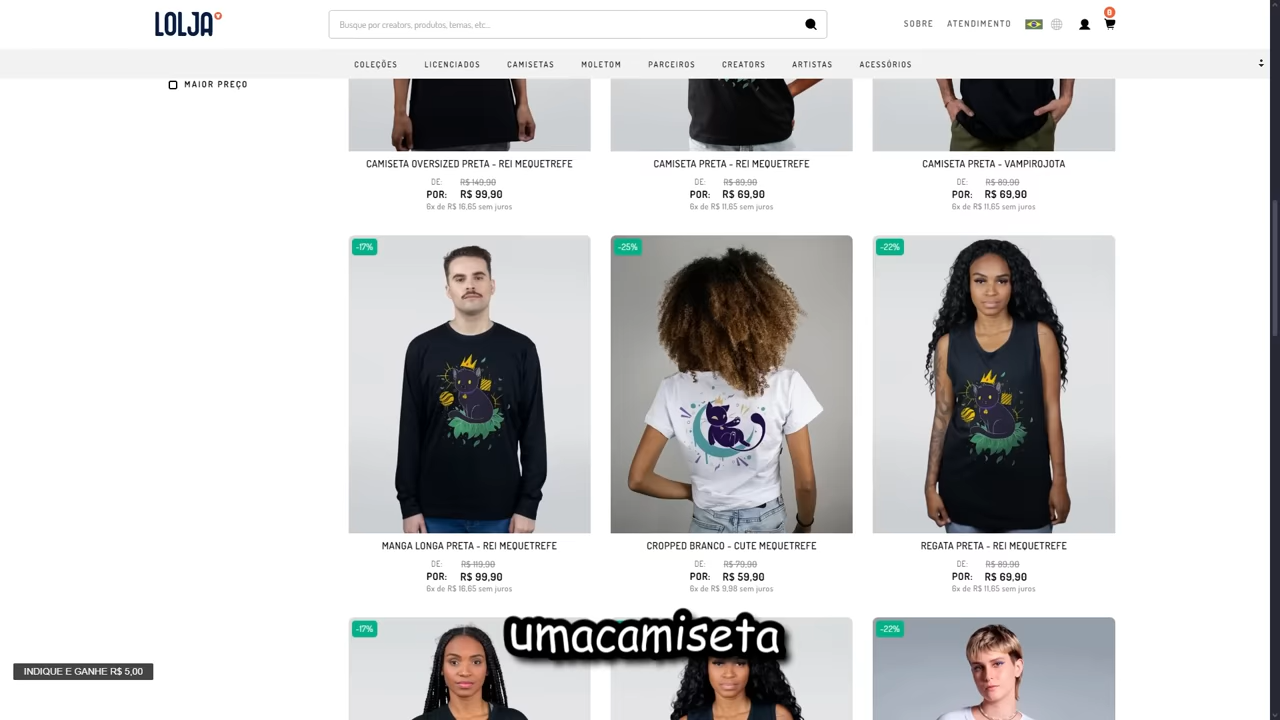 LOLJA
Busque por creators, produtos, temas, etc...
SOBRE
ATENDIMENTO
0
COLEÇÕES
LICENCIADOS
CAMISETAS
MOLETOM
PARCEIROS
CREATORS
ARTISTAS
ACESSÓRIOS
MAIOR PREÇO
CAMISETA OVERSIZED PRETA - REI MEQUETREFE
DE: R$ 149,90
POR: R$ 99,90
6x de R$ 16,65 sem juros
CAMISETA PRETA - REI MEQUETREFE
DE: R$ 89,90
POR: R$ 69,90
6x de R$ 11,65 sem juros
CAMISETA PRETA - VAMPIROJOTA
DE: R$ 89,90
POR: R$ 69,90
6x de R$ 11,65 sem juros
-17%
MANGA LONGA PRETA - REI MEQUETREFE
DE: R$ 119,90
POR: R$ 99,90
6x de R$ 16,65 sem juros
-25%
CROPPED BRANCO - CUTE MEQUETREFE
DE: R$ 79,90
POR: R$ 59,90
6x de R$ 9,98 sem juros
-22%
REGATA PRETA - REI MEQUETREFE
DE: R$ 89,90
POR: R$ 69,90
6x de R$ 11,65 sem juros
-17%
-22%
umacamiseta
INDIQUE E GANHE R$ 5,00